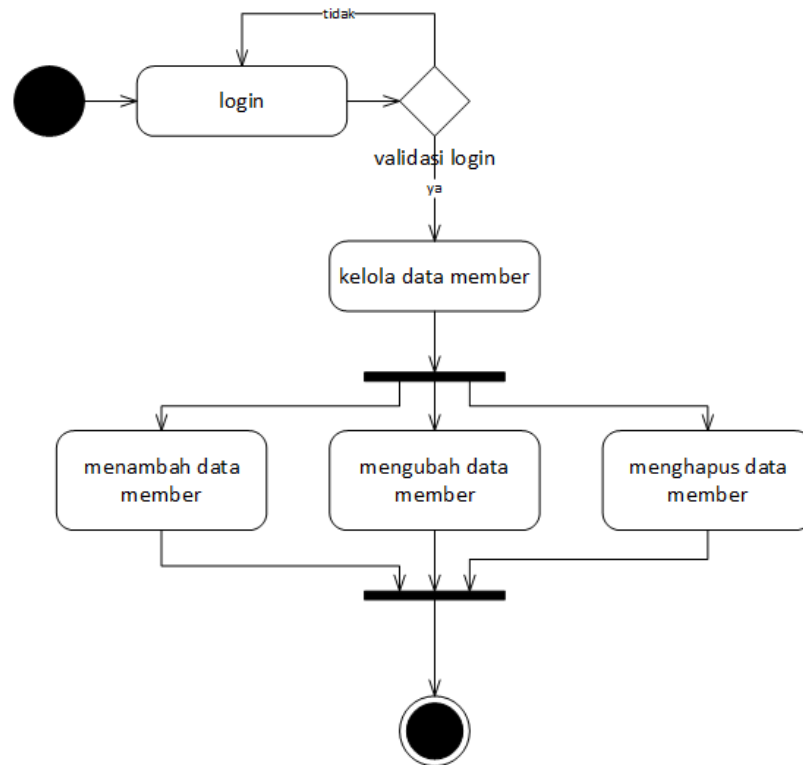 tidak
login
validasi login
ya
kelola data member
menambah data
member
mengubah data
member
menghapus data
member